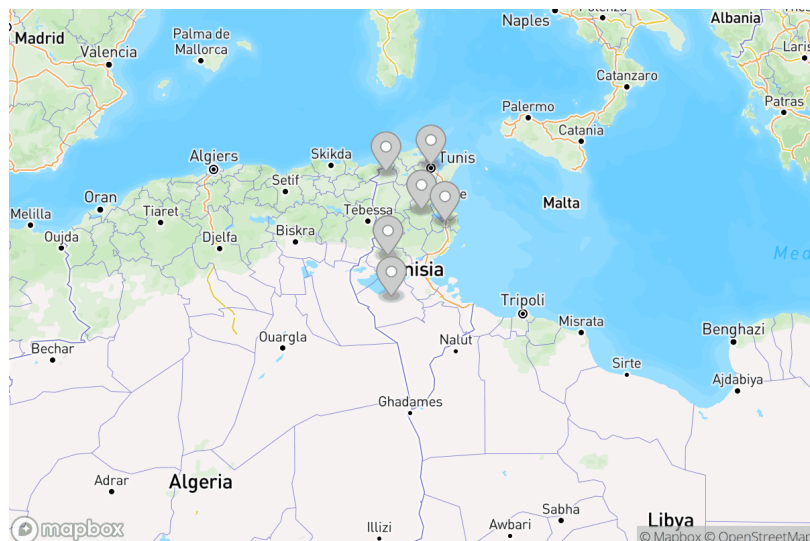 Naples
Potenza
Albania
Madrid
Palma de
Mallorca
Valencia
Catanzaro
Patras
Palermo
Catania
Algiers
Skikda
Tunis
Setif
Oran
Malta
Melilla
Tiaret
Tebessa
Oujda
Djelfa
Biskra
nisia
Tripoli
Misrata
Benghazi
Ouargla
Nalut
Bechar
Sirte
Ajdabiya
Ghadames
Adrar
Algeria
Sabha
Awbari
Libya
Illizi
mapbox
© Mapbox © OpenStreetMap